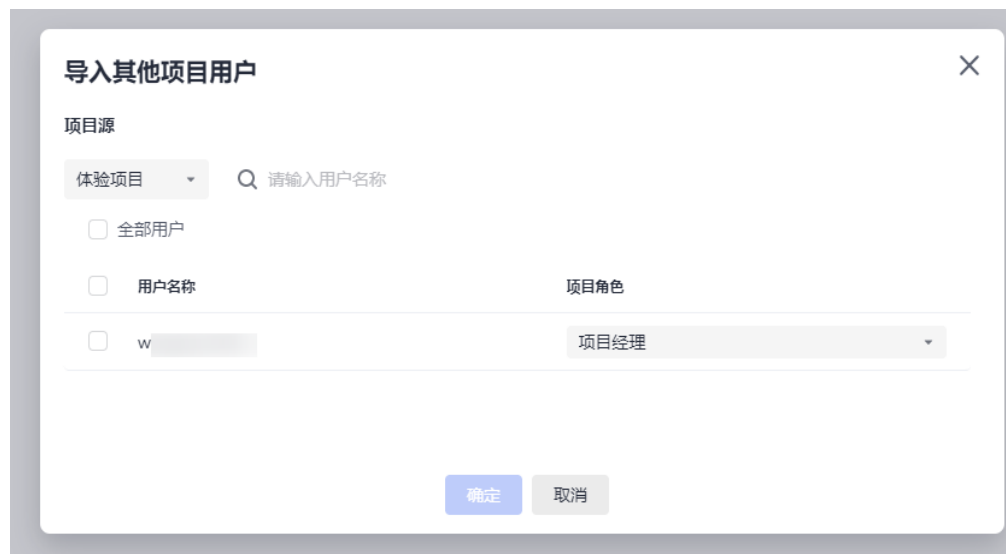 导入其他项目用户
项目源
体验项目 请输入用户名称
全部用户
用户名称 项目角色
w 项目经理
确定 取消